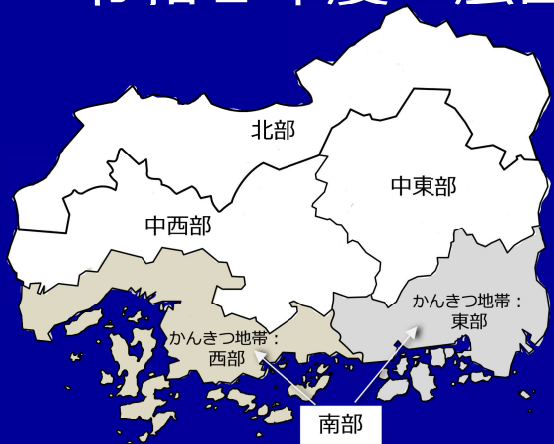 北部
中東部
中西部
かんきつ地帯：
東部
かんきつ地帯：
西部
南部